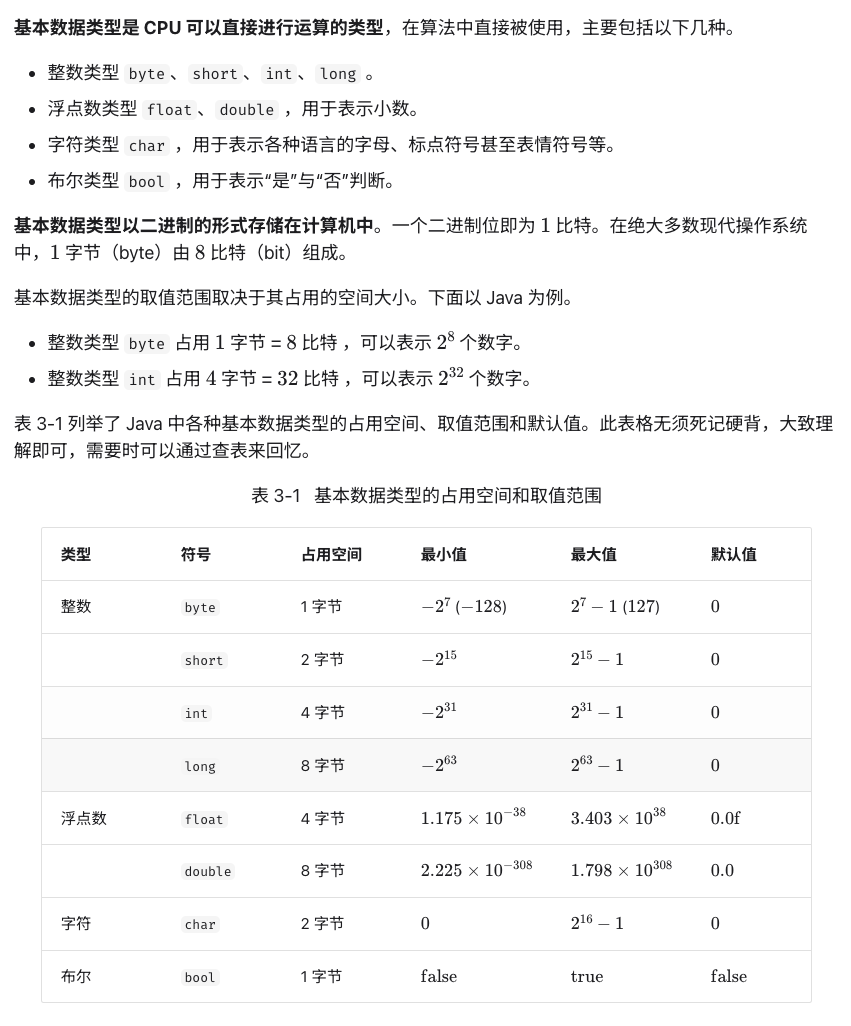 基本数据类型是 CPU 可以直接进行运算的类型，在算法中直接被使用，主要包括以下几种。
• 整数类型 byte 、 short 、 int 、 long 。
• 浮点数类型 float 、 double ，用于表示小数。
• 字符类型 char ，用于表示各种语言的字母、标点符号甚至表情符号等。
• 布尔类型 bool ，用于表示“是”与“否”判断。
基本数据类型以二进制的形式存储在计算机中。一个二进制位即为 1 比特。在绝大多数现代操作系统
中，1 字节（byte）由 8 比特（bit）组成。
基本数据类型的取值范围取决于其占用的空间大小。下面以 Java 为例。
• 整数类型 byte 占用 1 字节 = 8 比特 ，可以表示 2^8 个数字。
• 整数类型 int 占用 4 字节 = 32 比特 ，可以表示 2^32 个数字。
表 3-1 列举了 Java 中各种基本数据类型的占用空间、取值范围和默认值。此表格无须死记硬背，大致理
解即可，需要时可以通过查表来回忆。
表 3-1 基本数据类型的占用空间和取值范围
类型 符号 占用空间 最小值 最大值 默认值
整数 byte 1 字节 −2^7 (−128) 2^7 − 1 (127) 0
short 2 字节 −2^15 2^15 − 1 0
int 4 字节 −2^31 2^31 − 1 0
long 8 字节 −2^63 2^63 − 1 0
浮点数 float 4 字节 1.175 × 10^−38 3.403 × 10^38 0.0f
double 8 字节 2.225 × 10^−308 1.798 × 10^308 0.0
字符 char 2 字节 0 2^16 − 1 0
布尔 bool 1 字节 false true false